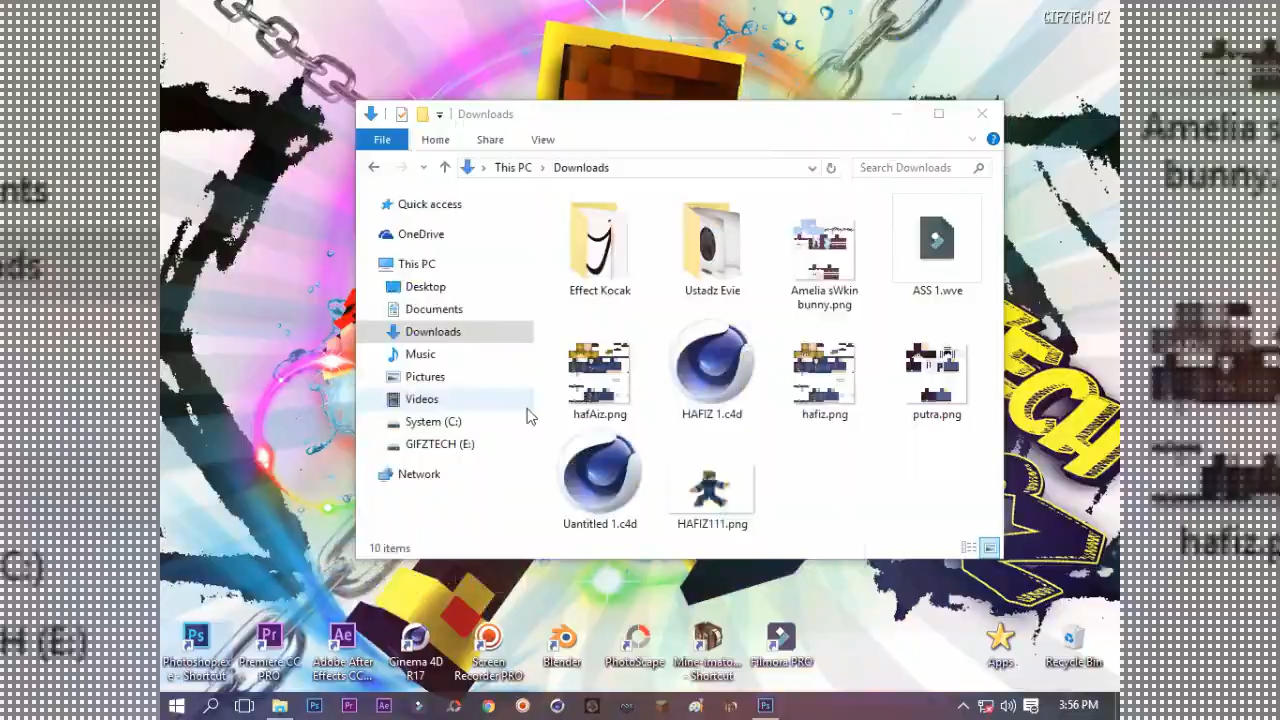 GIFZTECH CZ
Downloads
File Home Share View
This PC Downloads
Search Downloads
Quick access
OneDrive
This PC
Desktop
Documents
Downloads
Music
Pictures
Videos
System (C:)
GIFZTECH (E:)
Network
Effect Kocak
Ustadz Evie
Amelia sWkin
bunny.png
ASS 1.wve
hafAiz.png
HAFIZ 1.c4d
hafiz.png
putra.png
Uantitled 1.c4d
HAFIZ111.png
10 items
Photoshop.ex
e - Shortcut
Premiere CC
PRO
Adobe After
Effects CC...
Cinema 4D
R17
Screen
Recorder PRO
Blender
PhotoScape
Mine-imato...
- Shortcut
Filmora PRO
Apps
Recycle Bin
3:56 PM